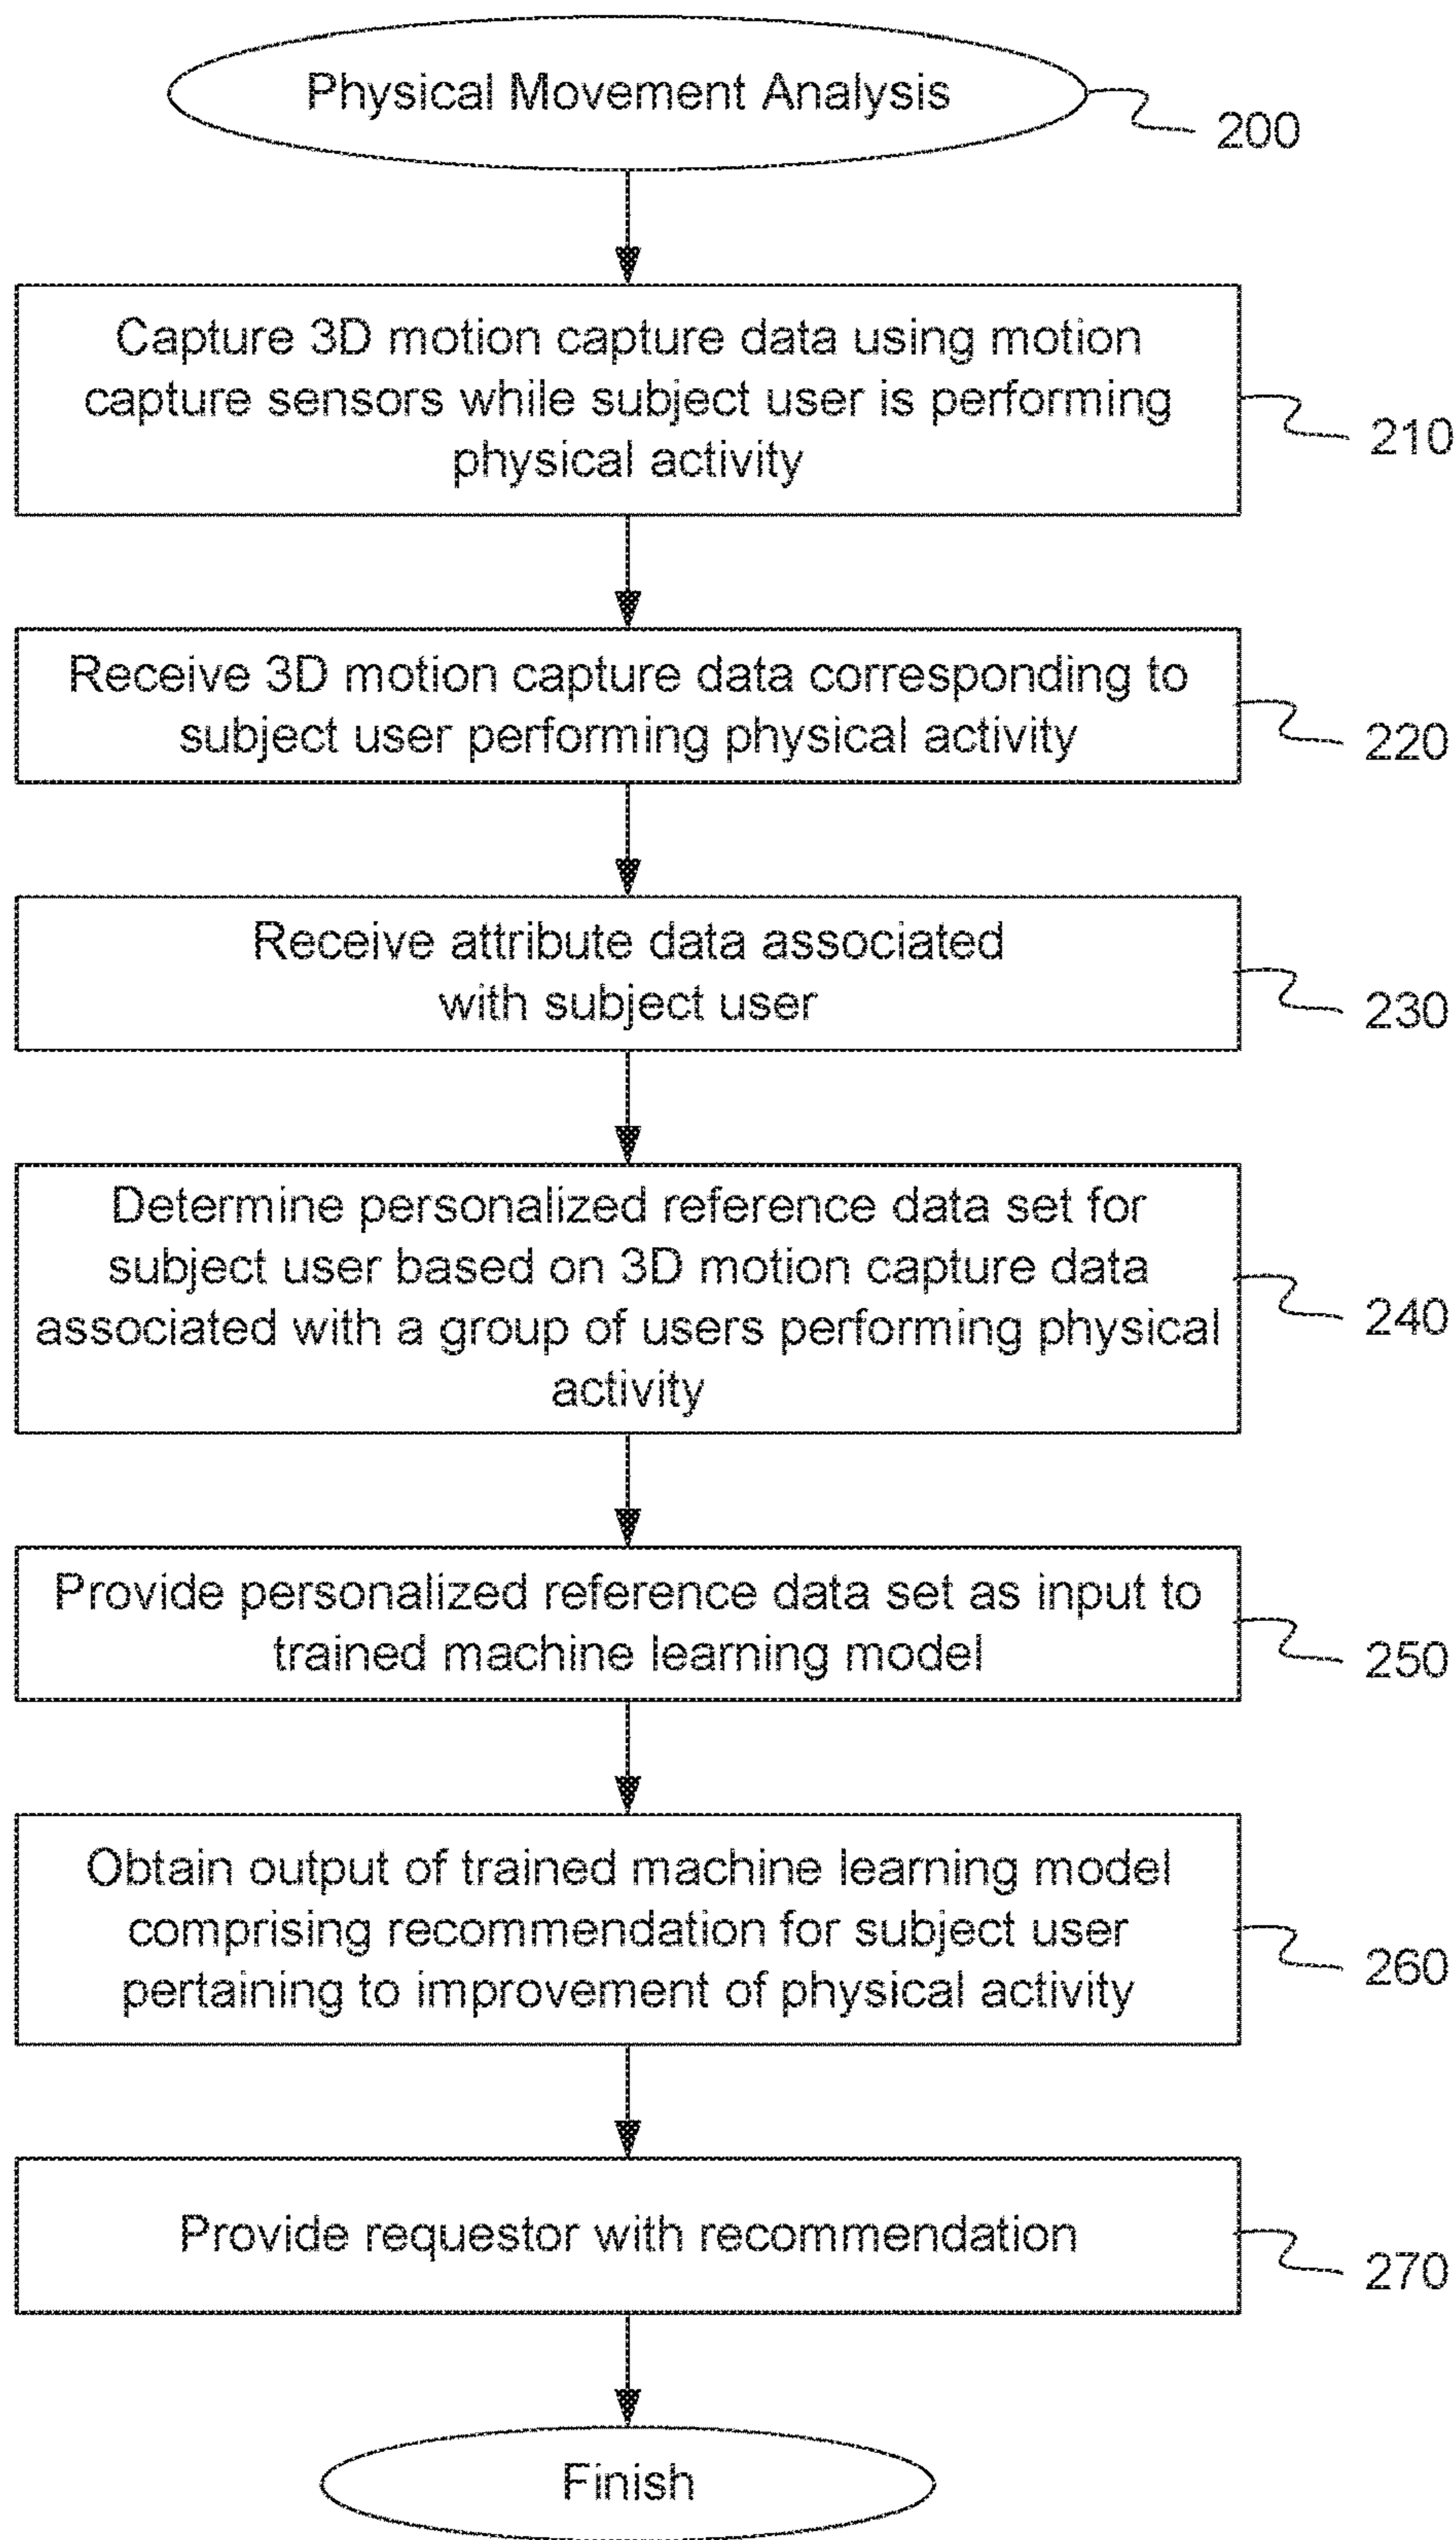 Physical Movement Analysis
200
Capture 3D motion capture data using motion
capture sensors while subject user is performing
physical activity
210
Receive 3D motion capture data corresponding to
subject user performing physical activity
220
Receive attribute data associated
with subject user
230
Determine personalized reference data set for
subject user based on 3D motion capture data
associated with a group of users performing physical
activity
240
Provide personalized reference data set as input to
trained machine learning model
250
Obtain output of trained machine learning model
comprising recommendation for subject user
pertaining to improvement of physical activity
260
Provide requestor with recommendation
270
Finish